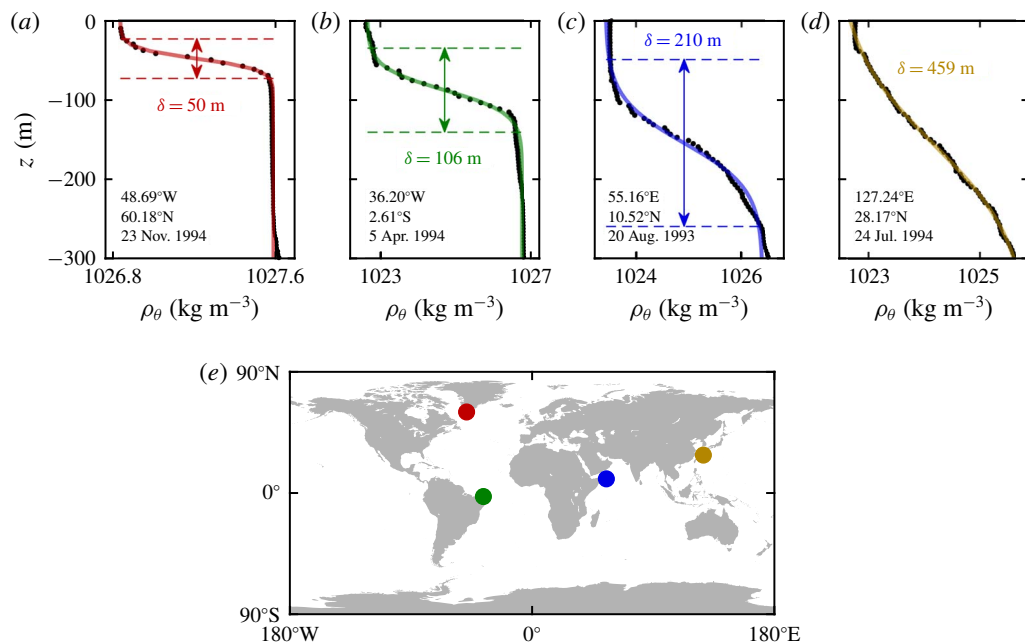 (a)
(b)
(c)
(d)
0
−100
−200
−300
z (m)
δ = 50 m
48.69°W
60.18°N
23 Nov. 1994
1026.8
1027.6
ρθ (kg m−3)
δ = 106 m
36.20°W
2.61°S
5 Apr. 1994
1023
1027
ρθ (kg m−3)
δ = 210 m
55.16°E
10.52°N
20 Aug. 1993
1024
1026
ρθ (kg m−3)
δ = 459 m
127.24°E
28.17°N
24 Jul. 1994
1023
1025
ρθ (kg m−3)
(e)
90°N
0°
90°S
180°W
0°
180°E